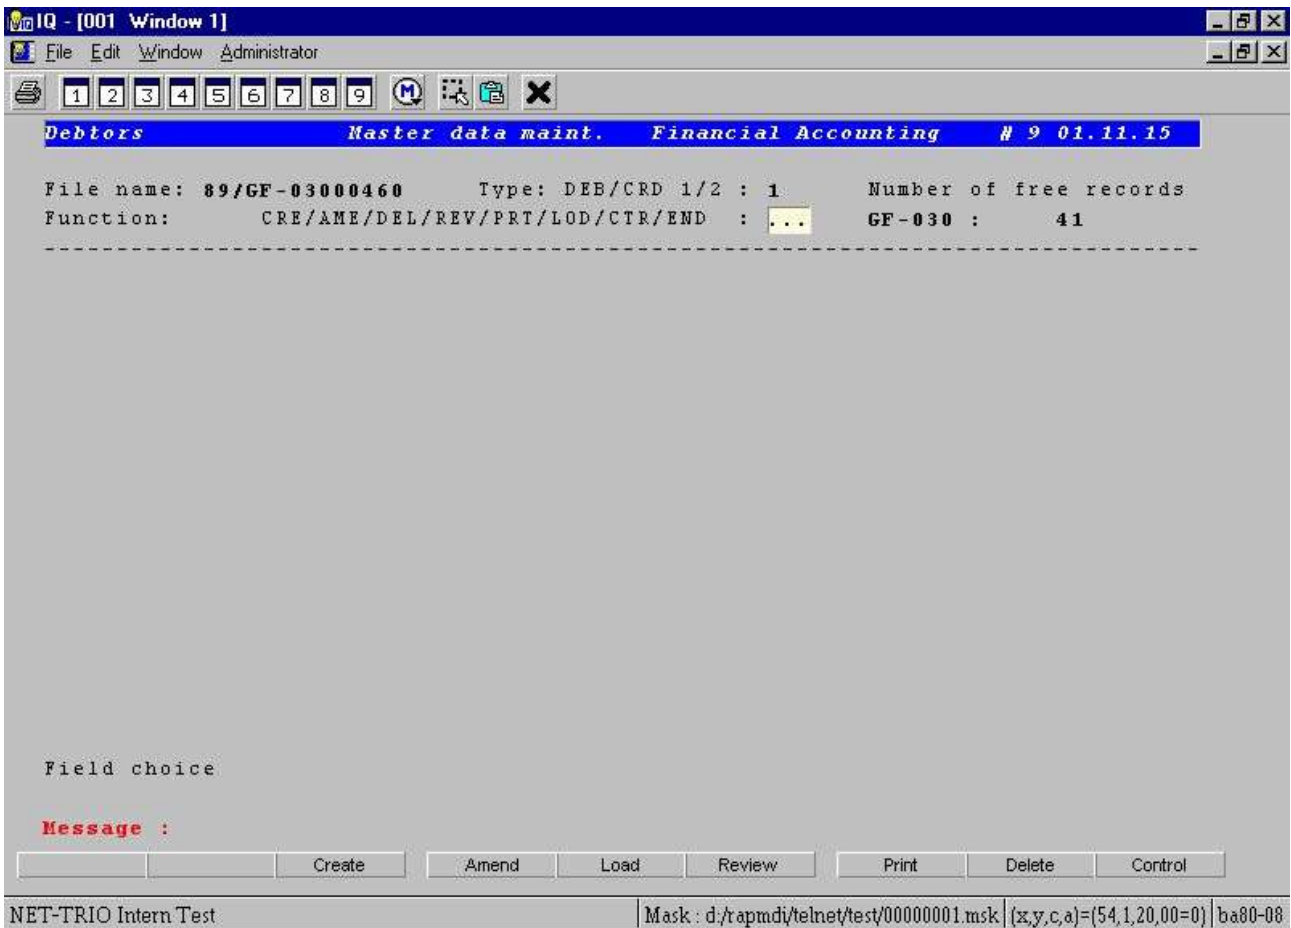 IQ - [001 Window 1]
File Edit Window Administrator
1 2 3 4 5 6 7 8 9 M
Debtors Master data maint. Financial Accounting # 9 01.11.15
File name: 89/GF-03000460 Type: DEB/CRD 1/2 : 1 Number of free records
Function: CRE/AME/DEL/REV/PRT/LOD/CTR/END : ... GF-030 : 41
Field choice
Message :
Create Amend Load Review Print Delete Control
NET-TRIO Intern Test Mask : d:/rapmdi/telnet/test/00000001.msk (x,y,c,a)=(54,1,20,00=0) ba80-08